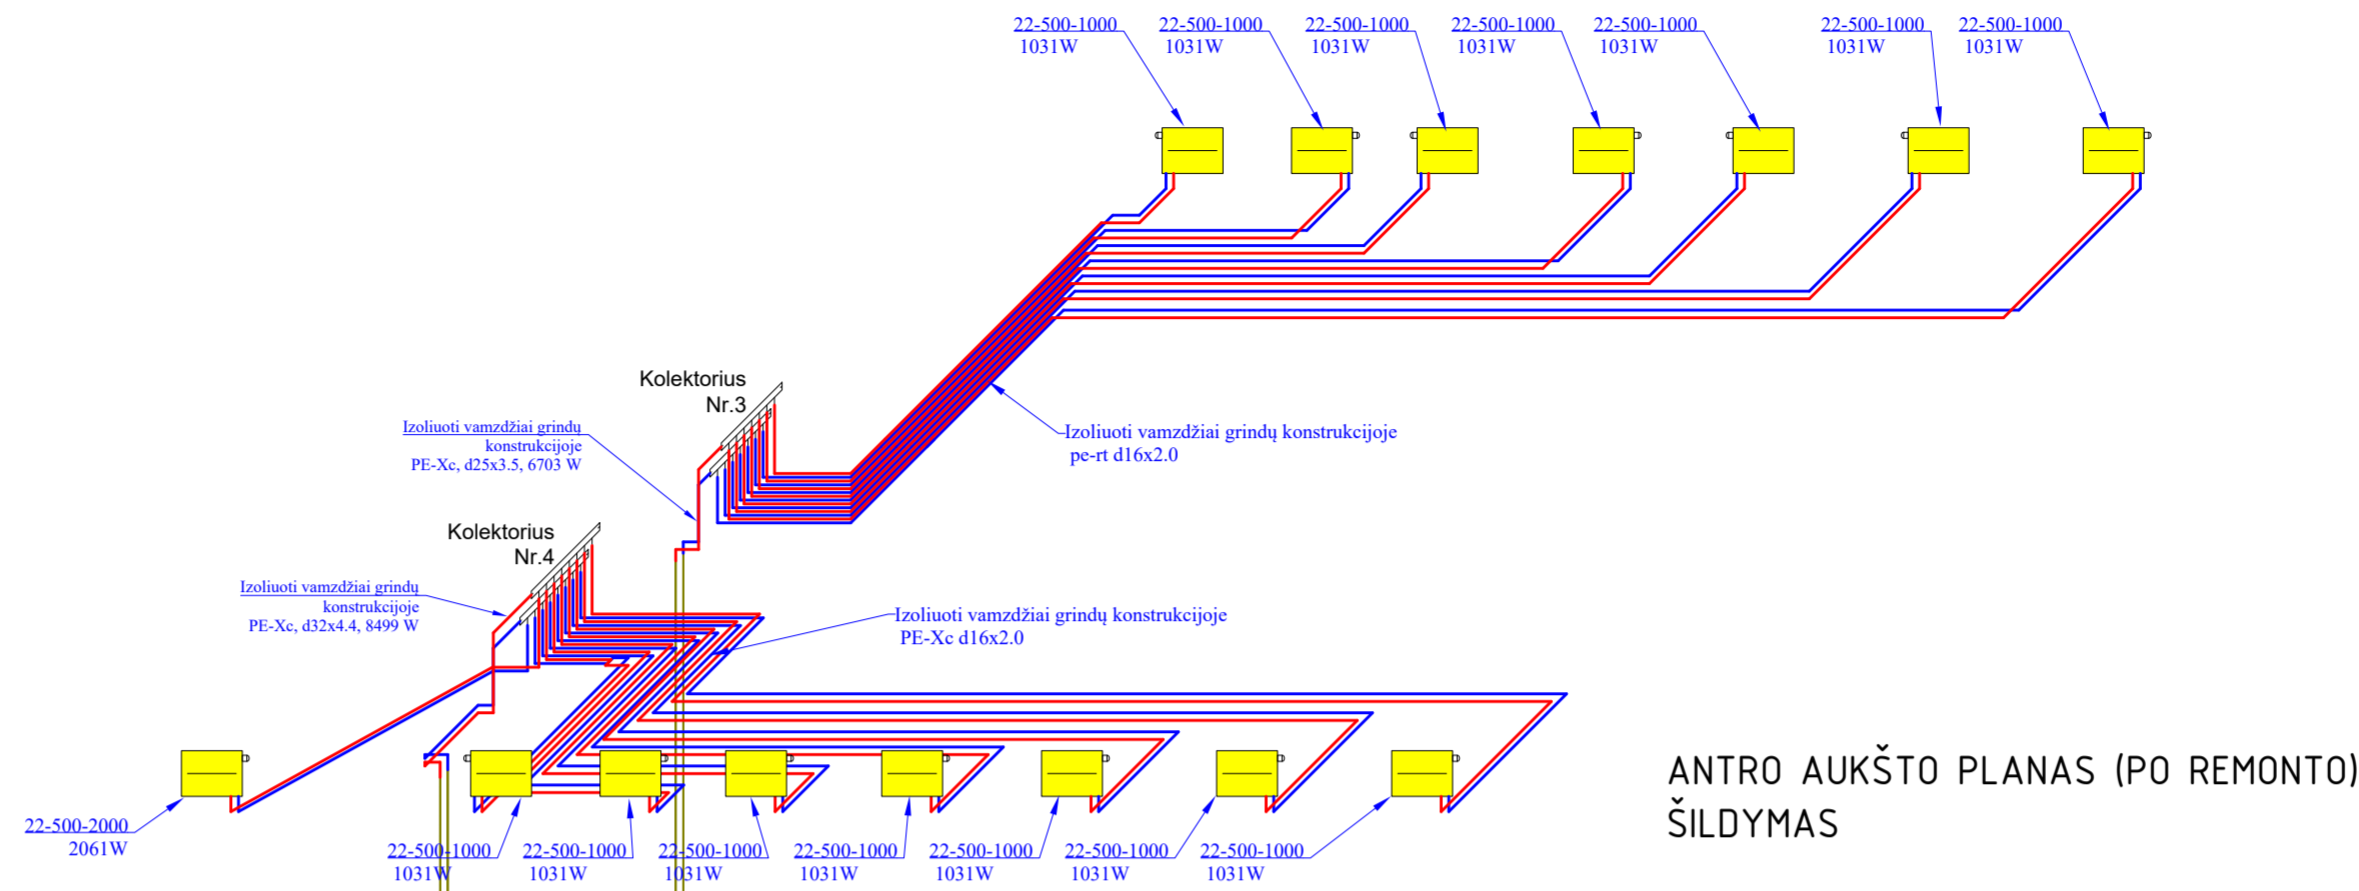 22-500-1000
1031W
22-500-1000
1031W
22-500-1000
1031W
22-500-1000
1031W
22-500-1000
1031W
22-500-1000
1031W
22-500-1000
1031W
Kolektorius
Nr.3
Izoliuoti vamzdžiai grindų
konstrukcijoje
PE-Xc, d25x3.5, 6703 W
Izoliuoti vamzdžiai grindų konstrukcijoje
pe-rt d16x2.0
Kolektorius
Nr.4
Izoliuoti vamzdžiai grindų
konstrukcijoje
PE-Xc, d32x4.4, 8499 W
Izoliuoti vamzdžiai grindų konstrukcijoje
PE-Xc d16x2.0
ANTRO AUKŠTO PLANAS (PO REMONTO)
ŠILDYMAS
22-500-2000
2061W
22-500-1000
1031W
22-500-1000
1031W
22-500-1000
1031W
22-500-1000
1031W
22-500-1000
1031W
22-500-1000
1031W
22-500-1000
1031W